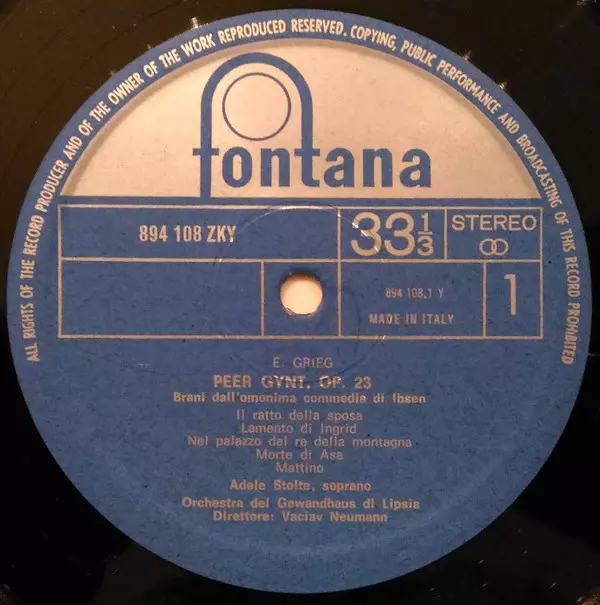 ALL RIGHTS OF THE RECORD PRODUCER AND OF THE OWNER OF THE WORK REPRODUCED RESERVED. COPYING, PUBLIC PERFORMANCE AND BROADCASTING OF THIS RECORD PROHIBITED
fontana
894 108 ZKY
33 1/3
STEREO
894 108.1 Y
MADE IN ITALY
1
E. GRIEG
PEER GYNT, OP. 23
Brani dall'omonima commedia di Ibsen
Il ratto della sposa
Lamento di Ingrid
Nel palazzo del re della montagna
Morte di Asa
Mattino
Adele Stolte, soprano
Orchestra del Gewandhaus di Lipsia
Direttore: Vaclav Neumann